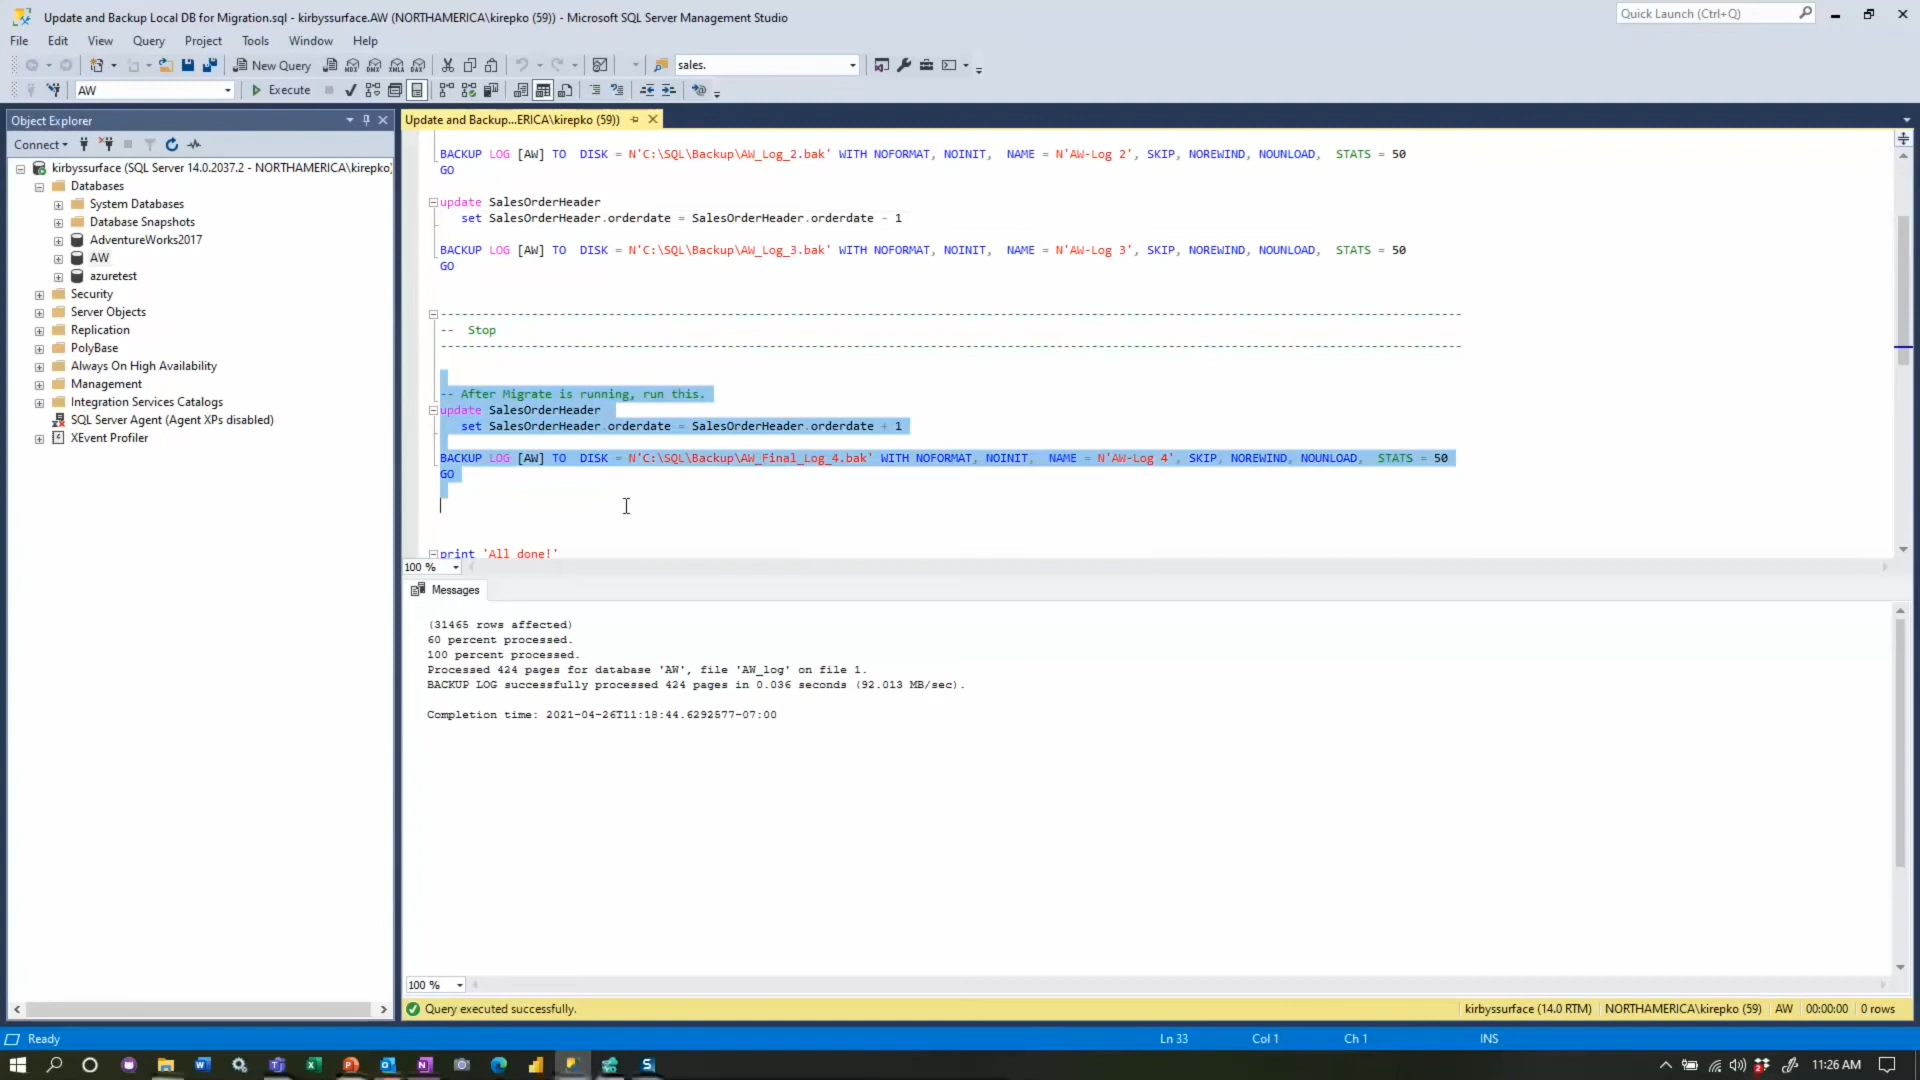 Update and Backup Local DB for Migration.sql - kirbyssurface.AW (NORTHAMERICA\kirepko (59)) - Microsoft SQL Server Management Studio
Quick Launch (Ctrl+Q)
File Edit View Query Project Tools Window Help
New Query
sales.
AW
Execute
Object Explorer
Connect
kirbyssurface (SQL Server 14.0.2037.2 - NORTHAMERICA\kirepko)
Databases
System Databases
Database Snapshots
AdventureWorks2017
AW
azuretest
Security
Server Objects
Replication
PolyBase
Always On High Availability
Management
Integration Services Catalogs
SQL Server Agent (Agent XPs disabled)
XEvent Profiler
Update and Backup...ERICA\kirepko (59))
BACKUP LOG [AW] TO  DISK = N'C:\SQL\Backup\AW_Log_2.bak' WITH NOFORMAT, NOINIT,  NAME = N'AW-Log 2', SKIP, NOREWIND, NOUNLOAD,  STATS = 50
GO
update SalesOrderHeader
set SalesOrderHeader.orderdate = SalesOrderHeader.orderdate - 1
BACKUP LOG [AW] TO  DISK = N'C:\SQL\Backup\AW_Log_3.bak' WITH NOFORMAT, NOINIT,  NAME = N'AW-Log 3', SKIP, NOREWIND, NOUNLOAD,  STATS = 50
GO
--  Stop
-- After Migrate is running, run this.
update SalesOrderHeader
set SalesOrderHeader.orderdate = SalesOrderHeader.orderdate + 1
BACKUP LOG [AW] TO  DISK = N'C:\SQL\Backup\AW_Final_Log_4.bak' WITH NOFORMAT, NOINIT,  NAME = N'AW-Log 4', SKIP, NOREWIND, NOUNLOAD,  STATS = 50
GO
print 'All done!'
100 %
Messages
(31465 rows affected)
60 percent processed.
100 percent processed.
Processed 424 pages for database 'AW', file 'AW_log' on file 1.
BACKUP LOG successfully processed 424 pages in 0.036 seconds (92.013 MB/sec).
Completion time: 2021-04-26T11:18:44.6292577-07:00
100 %
Query executed successfully.
kirbyssurface (14.0 RTM) NORTHAMERICA\kirepko (59) AW 00:00:00 0 rows
Ready
Ln 33 Col 1 Ch 1 INS
11:26 AM